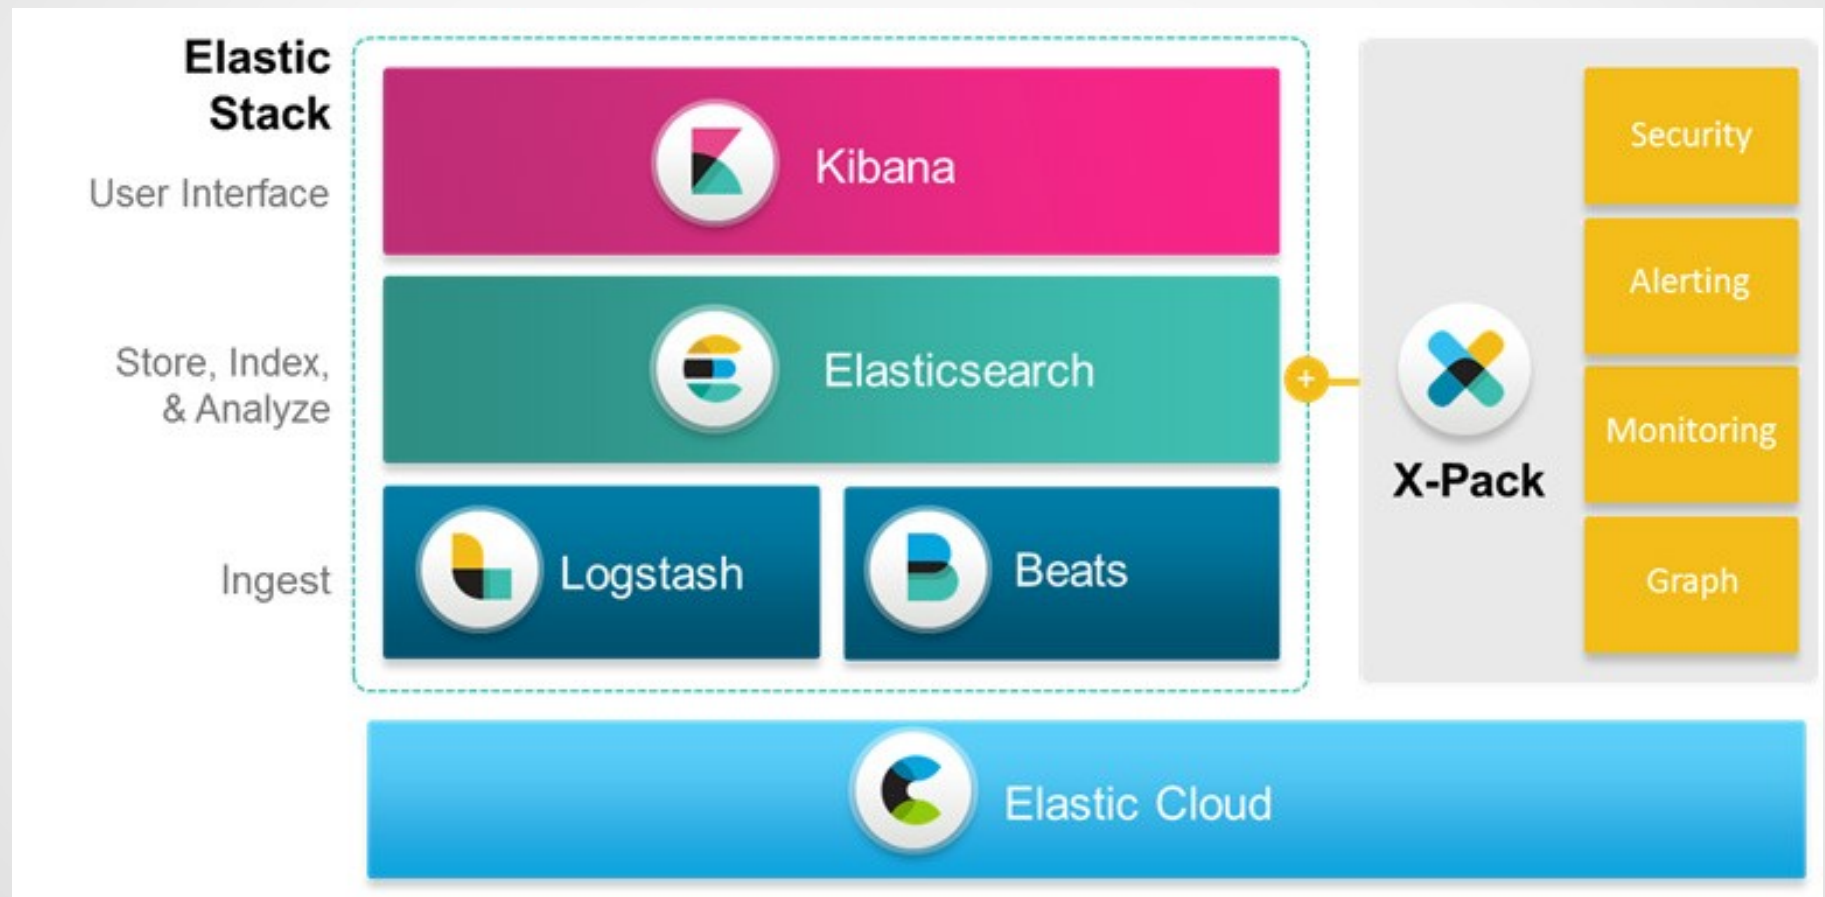 Elastic
Stack
User Interface
Kibana
Store, Index,
& Analyze
Elasticsearch
Ingest
Logstash
Beats
+
X-Pack
Security
Alerting
Monitoring
Graph
Elastic Cloud